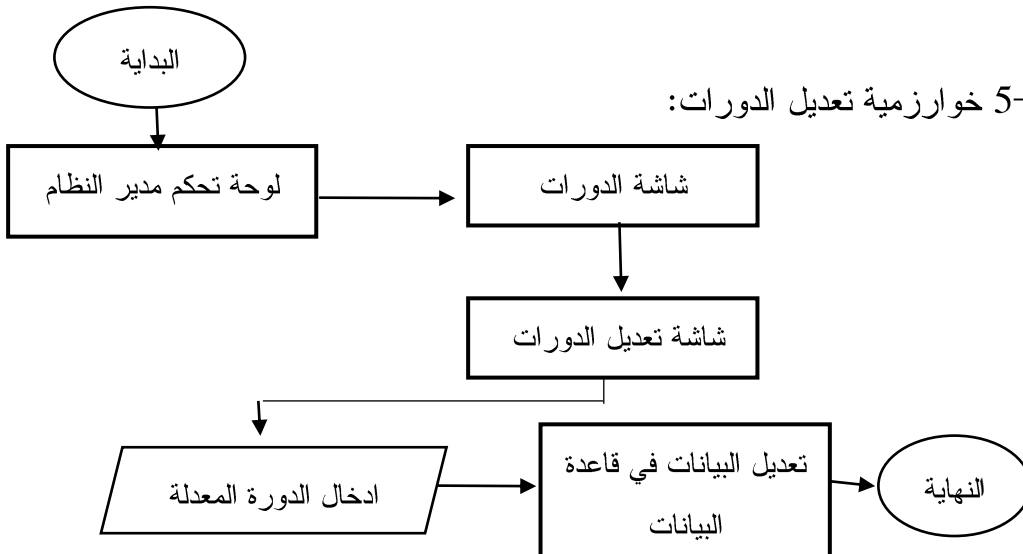 البداية
5- خوارزمية تعديل الدورات:
لوحة تحكم مدير النظام
شاشة الدورات
شاشة تعديل الدورات
ادخال الدورة المعدلة
تعديل البيانات في قاعدة
البيانات
النهاية